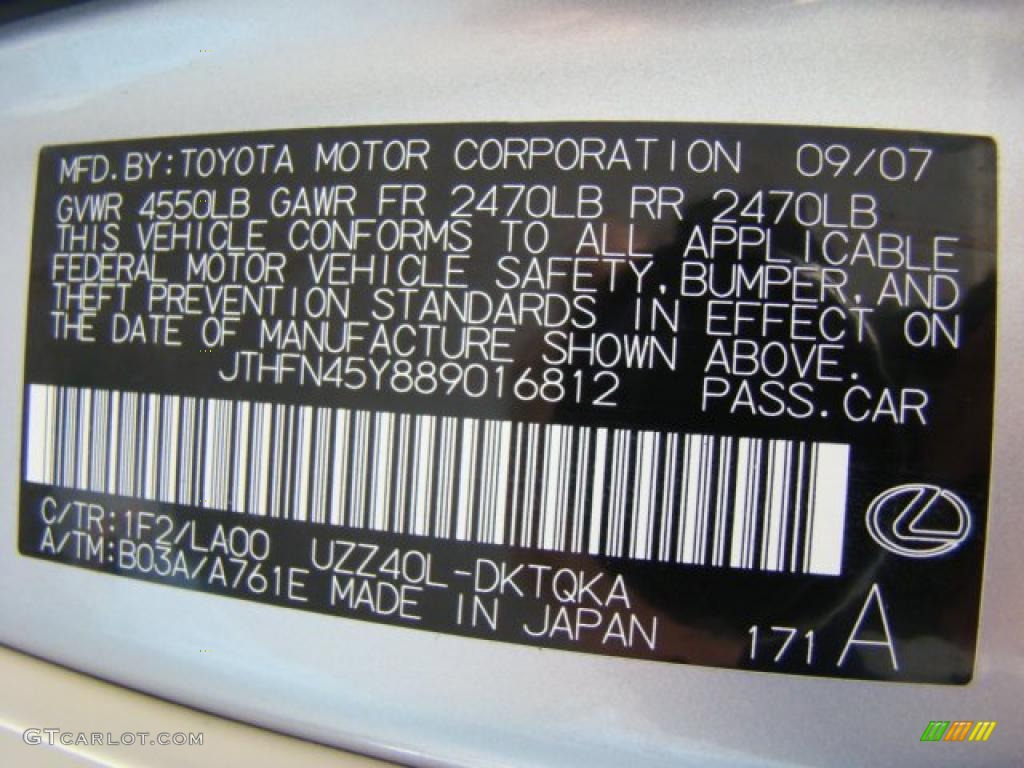 MFD. BY: TOYOTA MOTOR CORPORATION 09/07
GVWR 4550LB GAWR FR 2470LB RR 2470LB
THIS VEHICLE CONFORMS TO ALL APPLICABLE
FEDERAL MOTOR VEHICLE SAFETY, BUMPER, AND
THEFT PREVENTION STANDARDS IN EFFECT ON
THE DATE OF MANUFACTURE SHOWN ABOVE.
JTHFN45Y889016812 PASS. CAR
C/TR: 1F2/LA00 UZZ40L-DKTQKA
A/TM: B03A/A761E MADE IN JAPAN 171 A
GTCARLOT.COM